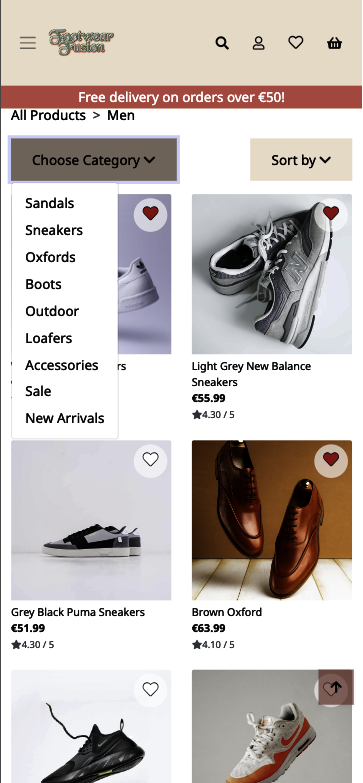 Footwear
Fusion
Free delivery on orders over €50!
All Products > Men
Choose Category
Sort by
Sandals
Sneakers
Oxfords
Boots
Outdoor
Loafers
Accessories
Sale
New Arrivals
Light Grey New Balance
Sneakers
€55.99
4.30 / 5
Grey Black Puma Sneakers
€51.99
4.30 / 5
Brown Oxford
€63.99
4.10 / 5